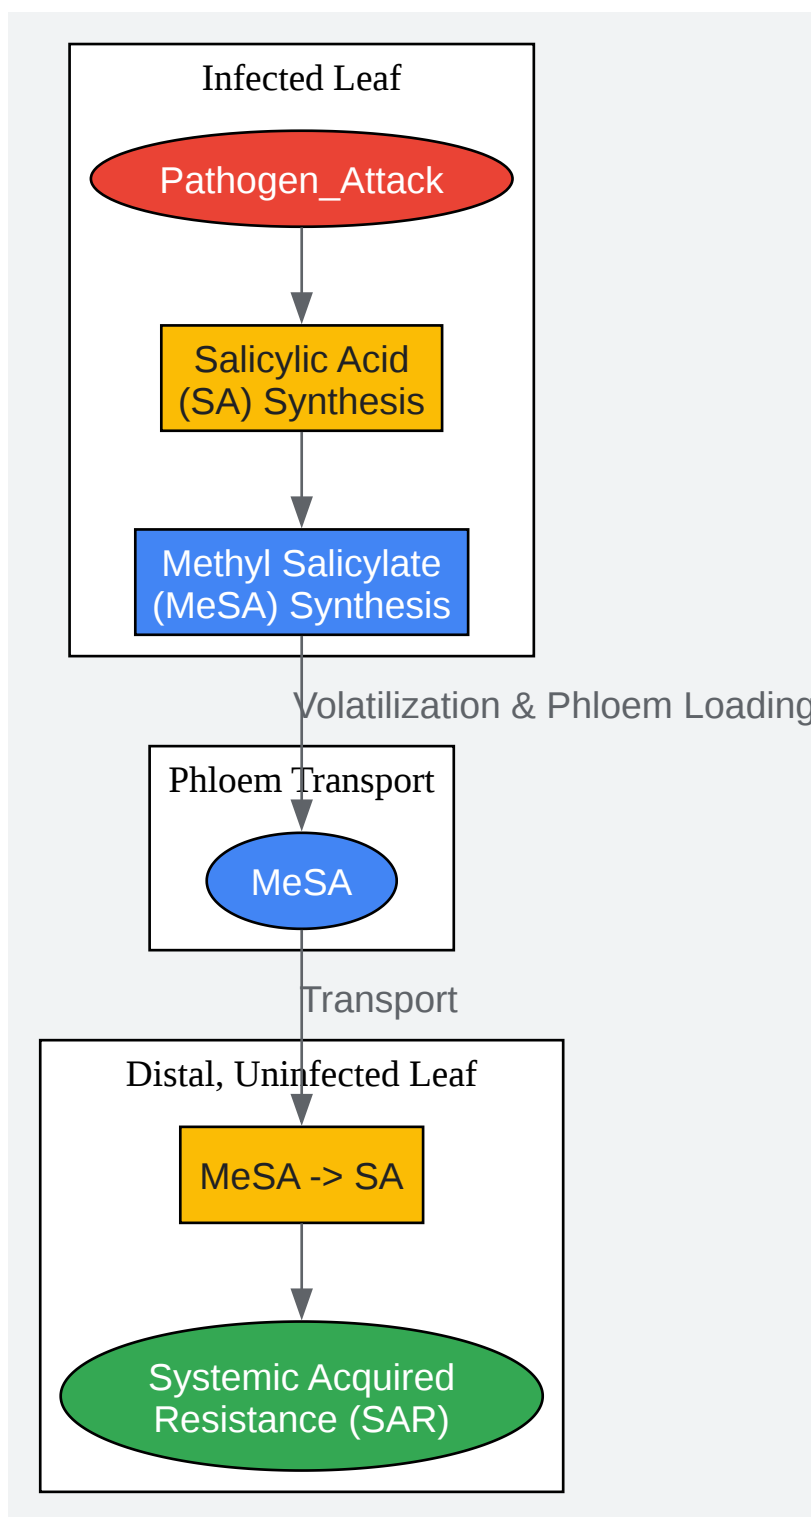 Infected Leaf
Pathogen_Attack
Salicylic Acid
(SA) Synthesis
Methyl Salicylate
(MeSA) Synthesis
Volatilization & Phloem Loading
Phloem Transport
MeSA
Transport
Distal, Uninfected Leaf
MeSA -> SA
Systemic Acquired
Resistance (SAR)